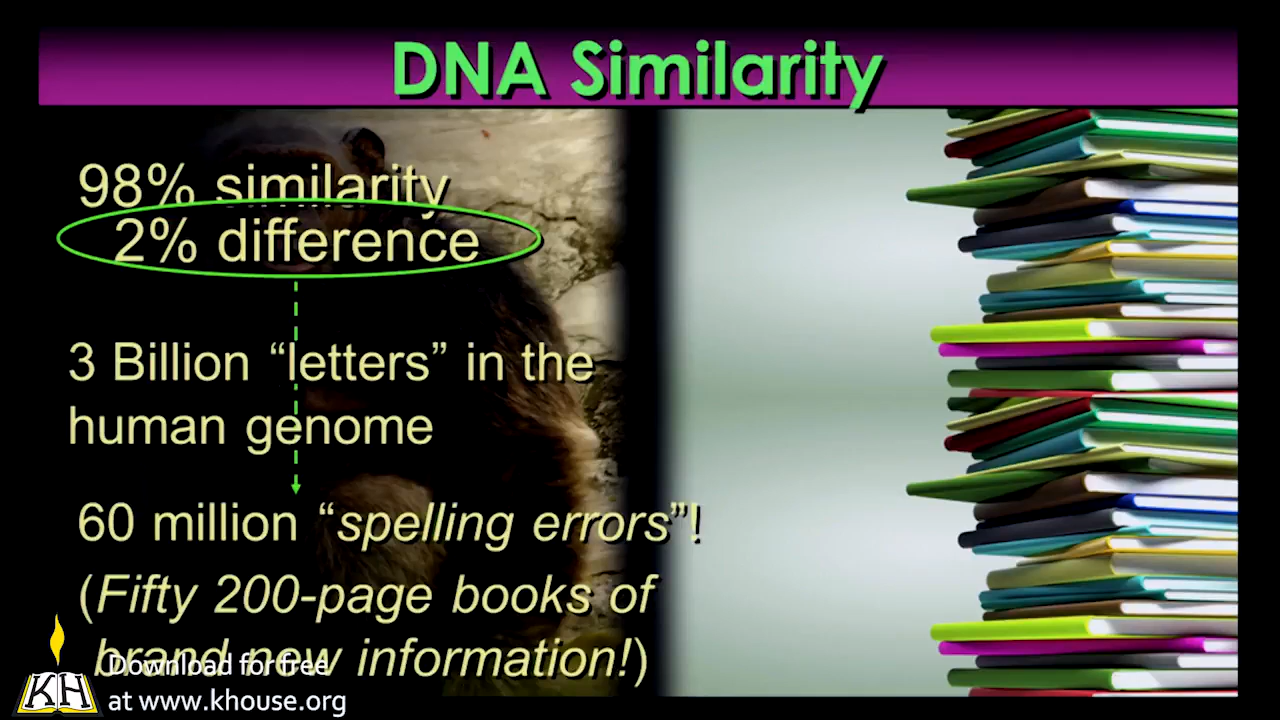 DNA Similarity
98% similarity
2% difference
3 Billion “letters” in the
human genome
60 million “spelling errors”!
(Fifty 200-page books of
brand new information!)
Download for free
at www.khouse.org
KH